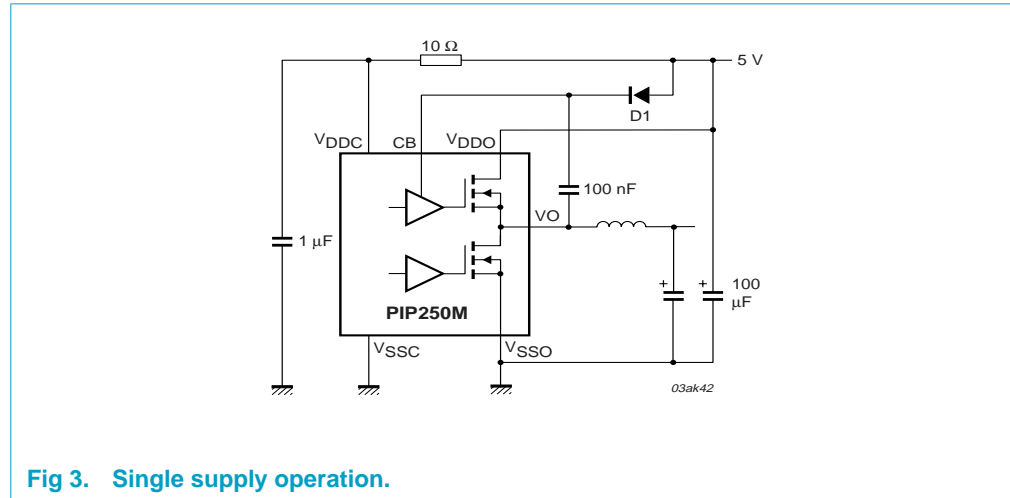 10 Ω
5 V
D1
VDDC CB VDDO
100 nF
VO
1 μF
+ +
100
μF
PIP250M
VSSC VSSO
03ak42
Fig 3. Single supply operation.